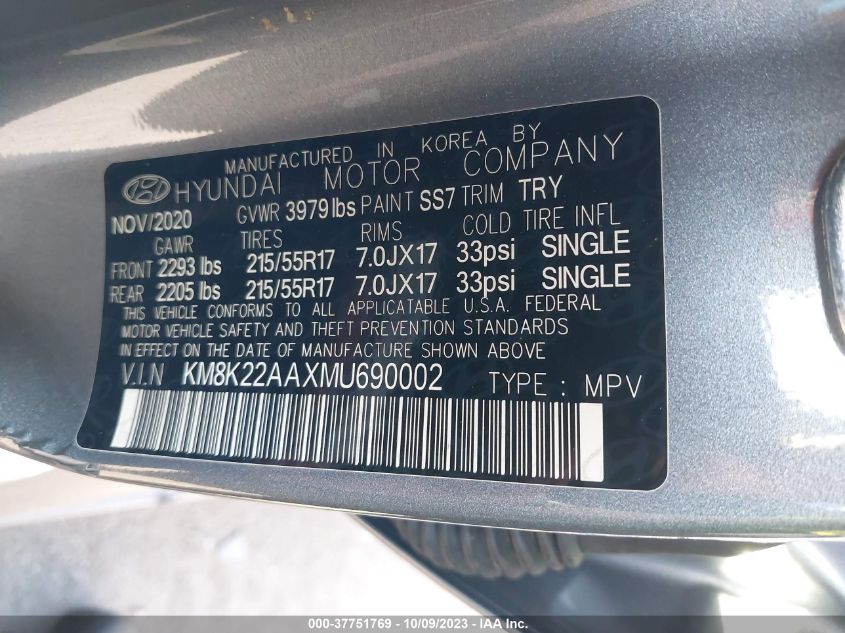 MANUFACTURED IN KOREA BY
HYUNDAI MOTOR COMPANY
NOV/2020 GVWR 3979lbs PAINT SS7 TRIM TRY
GAWR TIRES RIMS COLD TIRE INFL
FRONT 2293 lbs 215/55R17 7.0JX17 33psi SINGLE
REAR 2205 lbs 215/55R17 7.0JX17 33psi SINGLE
THIS VEHICLE CONFORMS TO ALL APPLICATABLE U.S.A. FEDERAL
MOTOR VEHICLE SAFETY AND THEFT PREVENTION STANDARDS
IN EFFECT ON THE DATE OF MANUFACTURE SHOWN ABOVE
V.I.N KM8K22AAXMU690002 TYPE : MPV
000-37751769 - 10/09/2023 - IAA Inc.